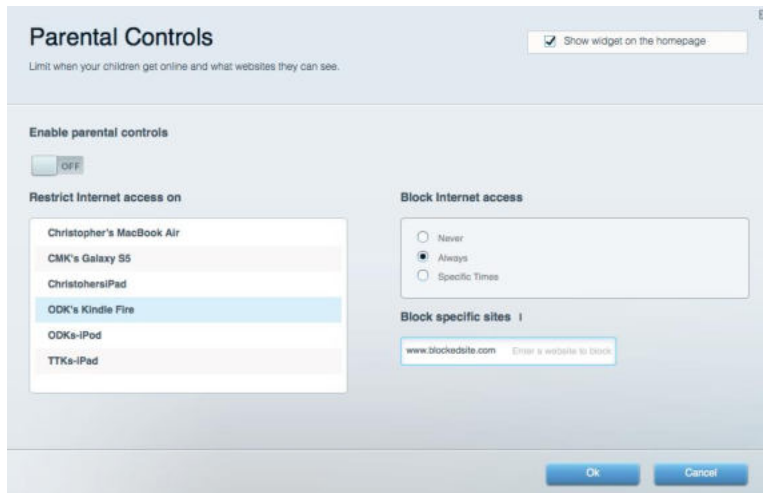 Parental Controls
Show widget on the homepage
Limit when your children get online and what websites they can see.
Enable parental controls
OFF
Restrict Internet access on
Christopher's MacBook Air
CMK's Galaxy S5
ChristohersiPad
ODK's Kindle Fire
ODKs-iPod
TTKs-iPad
Block Internet access
Never
Always
Specific Times
Block specific sites
www.blockedsite.com Enter a website to block
Ok
Cancel